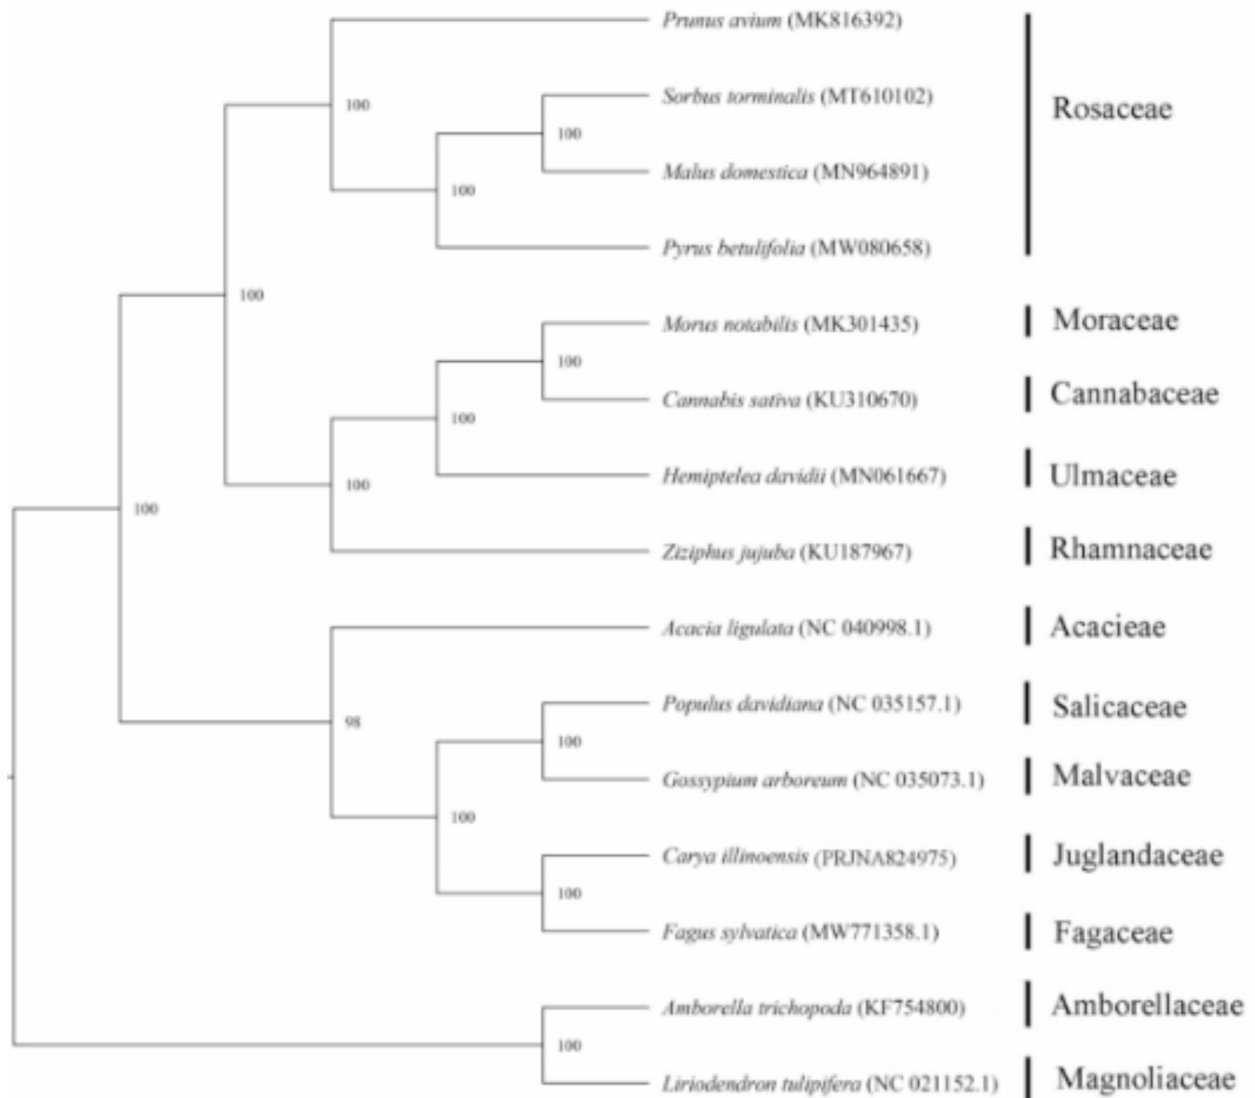 Prunus avium (MK816392)
100
Sorbus torminalis (MT610102)
Rosaceae
100
Malus domestica (MN964891)
100
Pyrus betulifolia (MW080658)
100
Morus notabilis (MK301435)
Moraceae
100
Cannabis sativa (KU310670)
Cannabaceae
100
Hemiptelea davidii (MN061667)
Ulmaceae
100
100
Ziziphus jujuba (KU187967)
Rhamnaceae
Acacia ligulata (NC 040998.1)
Acacieae
Populus davidiana (NC 035157.1)
Salicaceae
98
100
Gossypium arboreum (NC 035073.1)
Malvaceae
100
Carya illinoensis (PRJNA824975)
Juglandaceae
100
Fagus sylvatica (MW771358.1)
Fagaceae
Amborella trichopoda (KF754800)
Amborellaceae
100
Liriodendron tulipifera (NC 021152.1)
Magnoliaceae